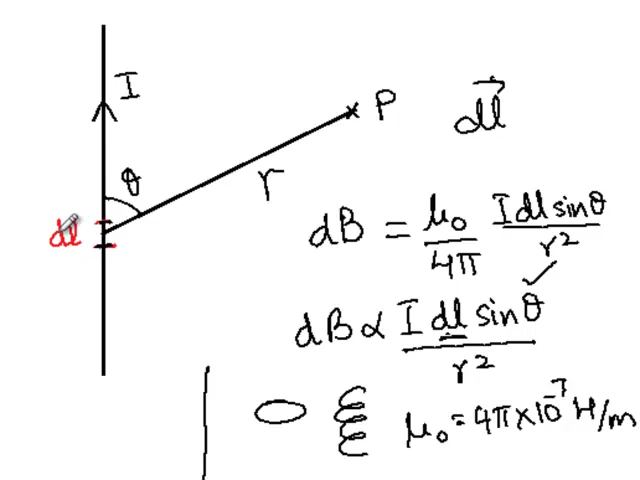 I
P
dl⃗
θ
r
dl
dB = μ₀/4π I dl sinθ/r²
dB ∝ I dl sinθ/r²
μ₀ = 4π×10⁻⁷ H/m